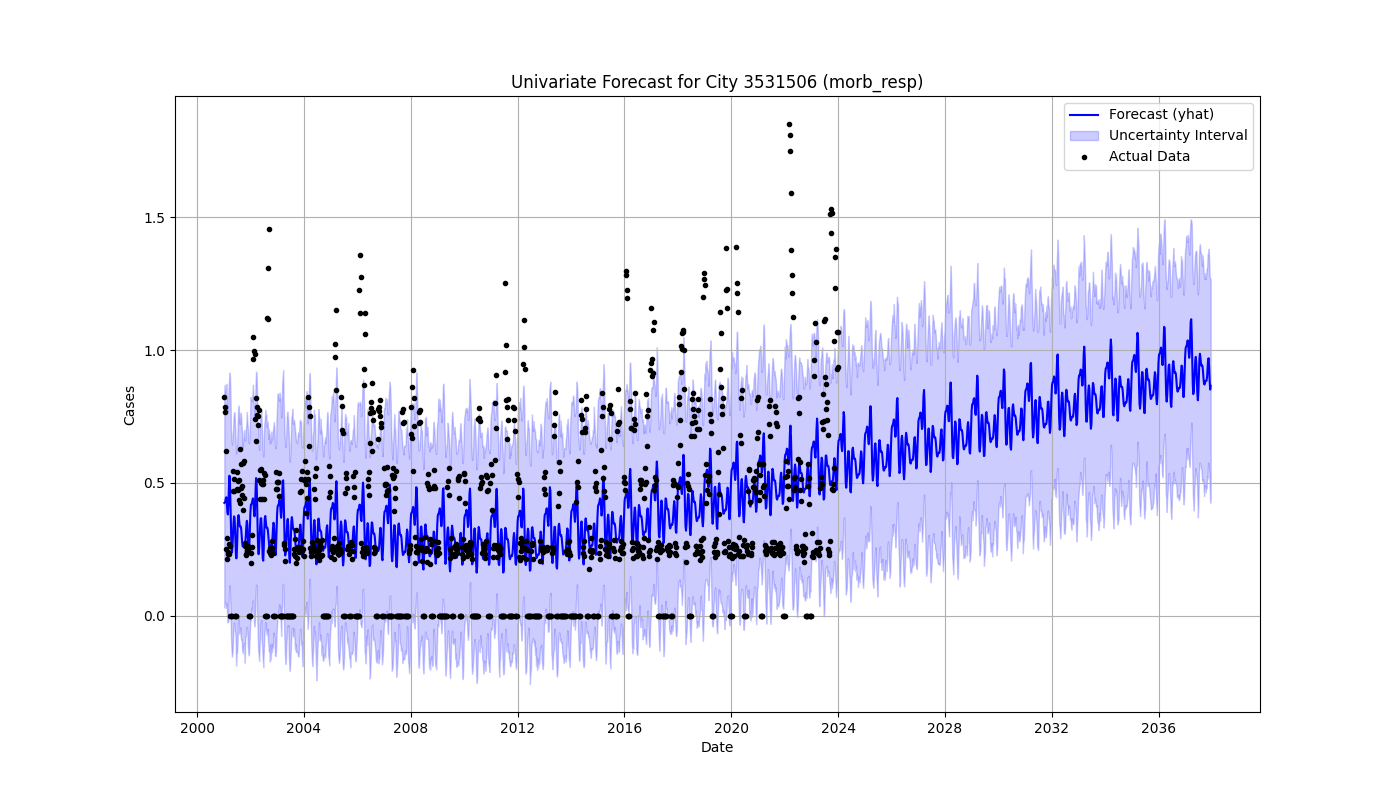 Univariate Forecast for City 3531506 (morb_resp)
Forecast (yhat)
Uncertainty Interval
Actual Data
Cases
1.5
1.0
0.5
0.0
2000 2004 2008 2012 2016 2020 2024 2028 2032 2036
Date